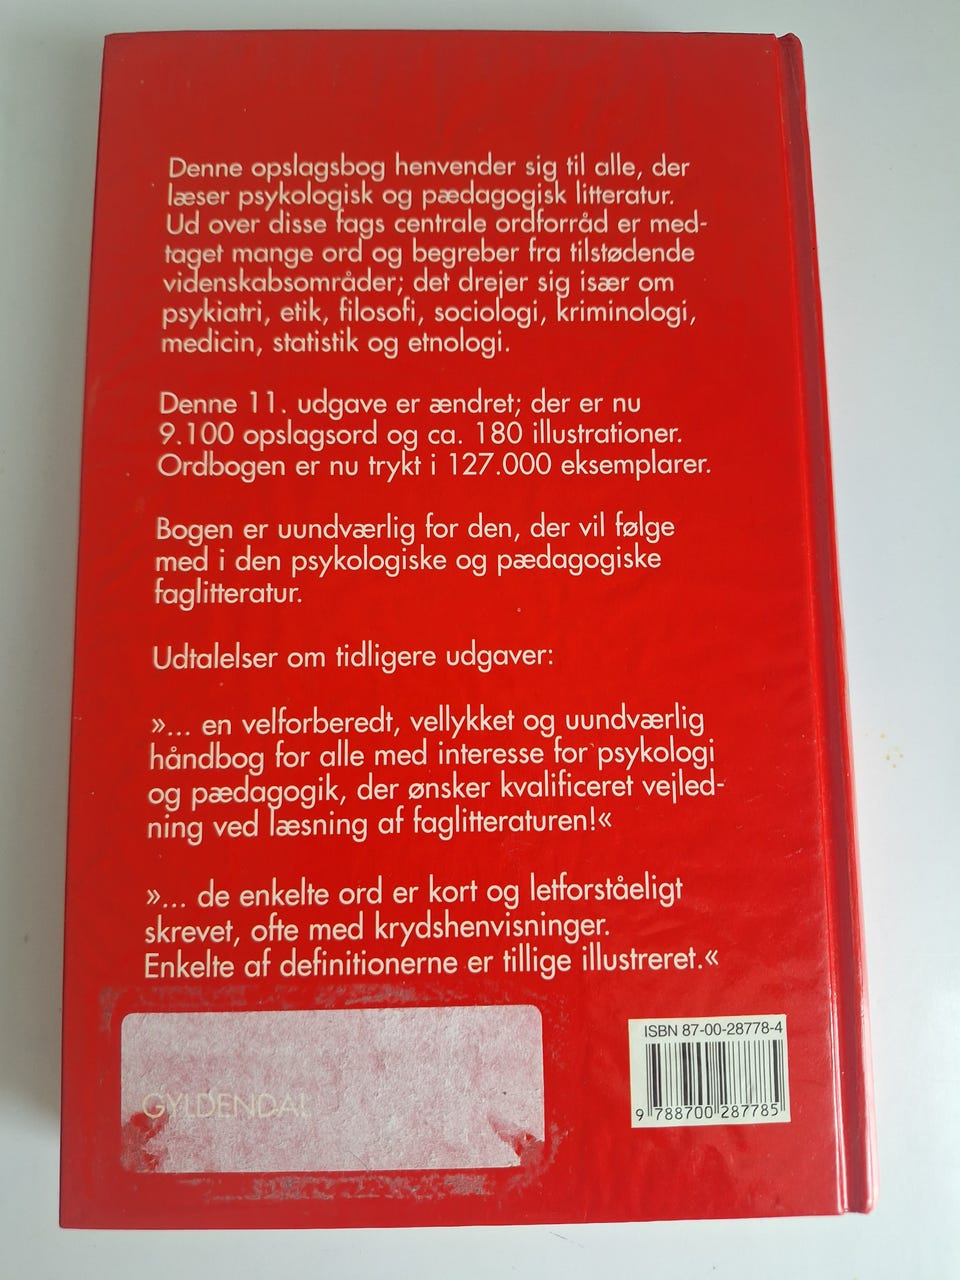 Denne opslagsbog henvender sig til alle, der
læser psykologisk og pædagogisk litteratur.
Ud over disse fags centrale ordforråd er med-
taget mange ord og begreber fra tilstødende
videnskabsområder; det drejer sig især om
psykiatri, etik, filosofi, sociologi, kriminologi,
medicin, statistik og etnologi.
Denne 11. udgave er ændret; der er nu
9.100 opslagsord og ca. 180 illustrationer.
Ordbogen er nu trykt i 127.000 eksemplarer.
Bogen er uundværlig for den, der vil følge
med i den psykologiske og pædagogiske
faglitteratur.
Udtalelser om tidligere udgaver:
»... en velforberedt, vellykket og uundværlig
håndbog for alle med interesse for psykologi
og pædagogik, der ønsker kvalificeret vejled-
ning ved læsning af faglitteraturen!«
»... de enkelte ord er kort og letforståeligt
skrevet, ofte med krydshenvisninger.
Enkelte af definitionerne er tillige illustreret.«
GYLDENDAL
ISBN 87-00-28778-4
9 788700 287785